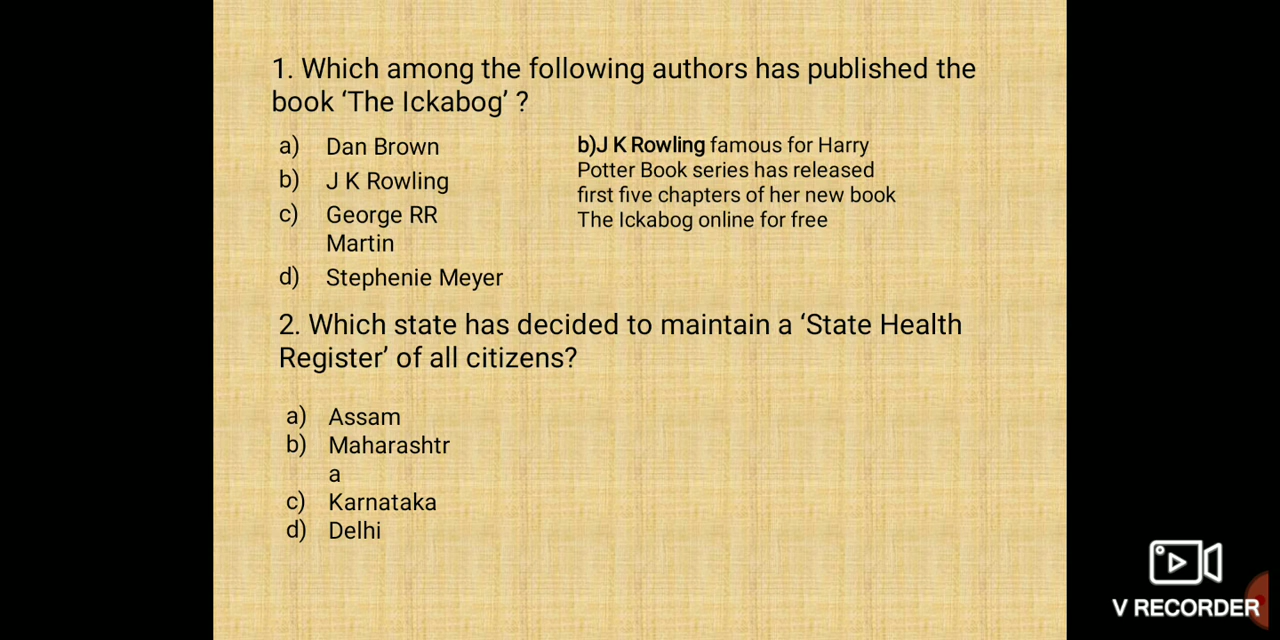 1. Which among the following authors has published the
book ‘The Ickabog’ ?
a) Dan Brown
b) J K Rowling
c) George RR
Martin
d) Stephenie Meyer
b)J K Rowling famous for Harry
Potter Book series has released
first five chapters of her new book
The Ickabog online for free
2. Which state has decided to maintain a ‘State Health
Register’ of all citizens?
a) Assam
b) Maharashtr
a
c) Karnataka
d) Delhi
V RECORDER